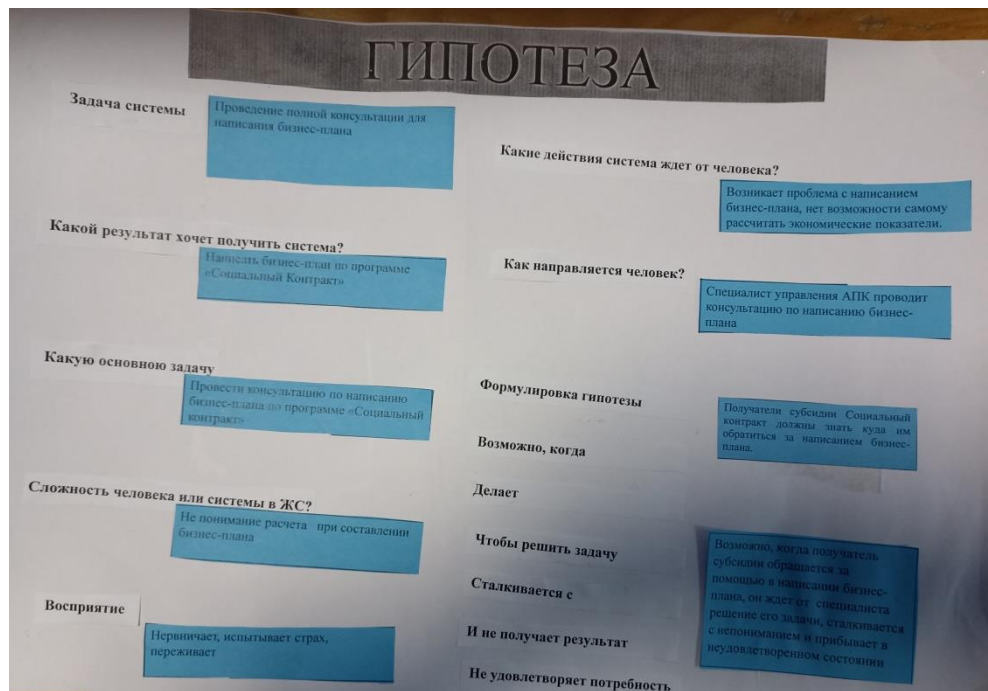 ГИПОТЕЗА
Задача системы
Проведение полной консультации для
написания бизнес-плана
Какой результат хочет получить система?
Написать бизнес-план по программе
«Социальный Контракт»
Какую основною задачу
Провести консультацию по написанию
бизнес-плана по программе «Социальный
контракт»
Сложность человека или системы в ЖС?
Не понимание расчета при составлении
бизнес-плана
Восприятие
Нервничает, испытывает страх,
переживает
Какие действия система ждет от человека?
Возникает проблема с написанием
бизнес-плана, нет возможности самому
рассчитать экономические показатели.
Как направляется человек?
Специалист управления АПК проводит
консультацию по написанию бизнес-
плана
Формулировка гипотезы
Получатели субсидии Социальный
контракт должны знать куда им
обратиться за написанием бизнес-
плана.
Возможно, когда
Делает
Чтобы решить задачу
Сталкивается с
И не получает результат
Не удовлетворяет потребность
Возможно, когда получатель
субсидии обращается за
помощью в написании бизнес-
плана, он ждет от специалиста
решение его задачи, сталкивается
с непониманием и прибывает в
неудовлетворенном состоянии